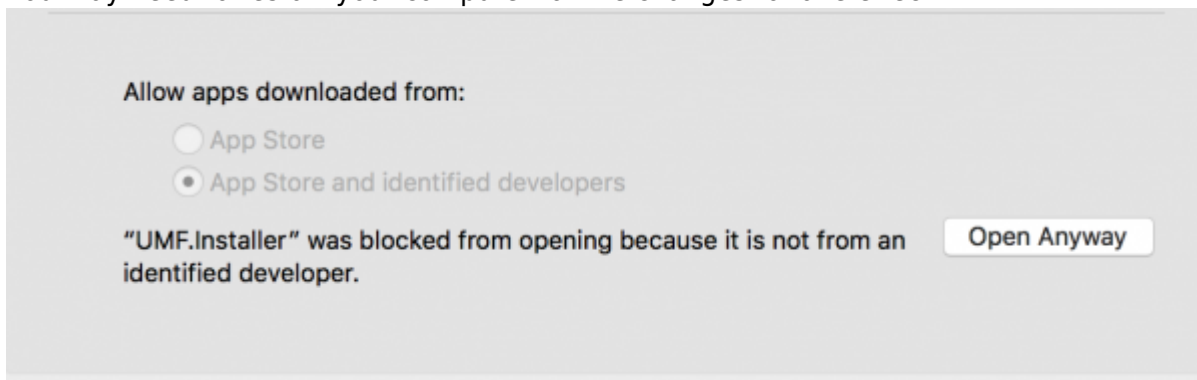 Allow apps downloaded from:
App Store
App Store and identified developers
"UMF.Installer" was blocked from opening because it is not from an
identified developer.
Open Anyway